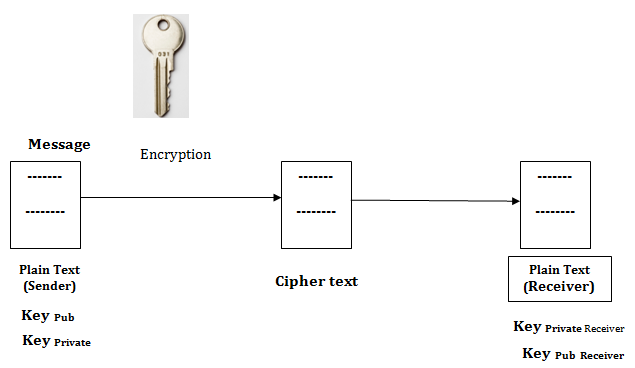 031
Message
Encryption
-------
--------
-------
--------
-------
--------
Plain Text
(Sender)
Cipher text
Plain Text
(Receiver)
Key Pub
Key Private
Key Private Receiver
Key Pub Receiver